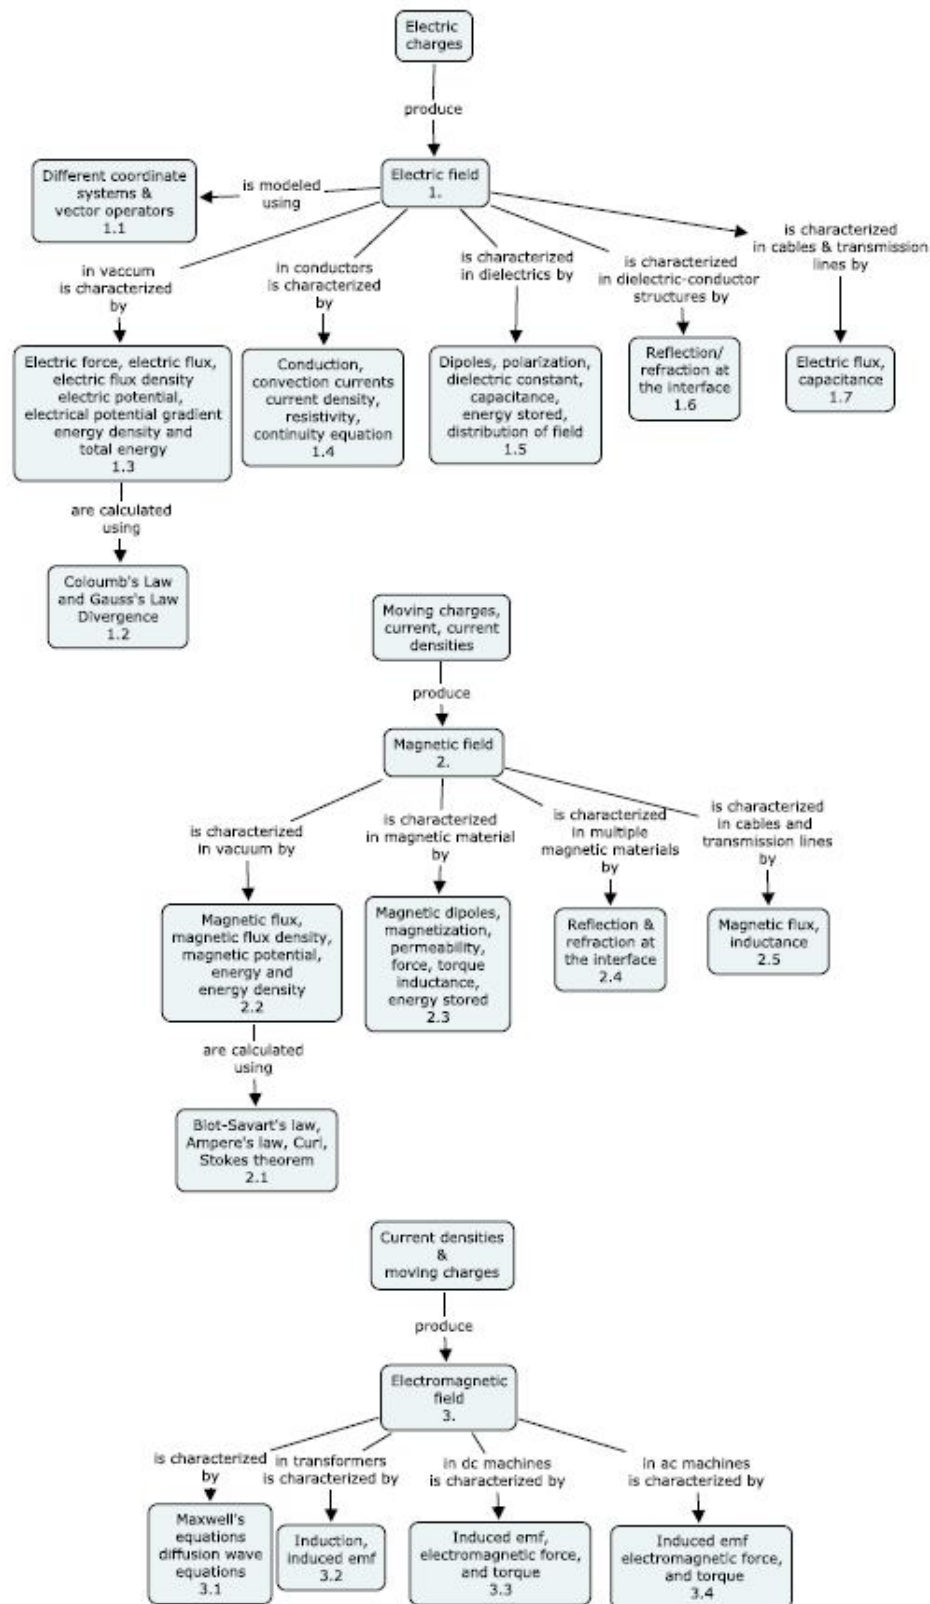 Electric
charges
produce
Different coordinate
systems &
vector operators
1.1
is modeled
using
Electric field
1.
in vaccum
is characterized
by
in conductors
is characterized
by
is characterized
in dielectrics by
is characterized
in dielectric-conductor
structures by
is characterized
in cables & transmission
lines by
Electric force, electric flux,
electric flux density
electric potential,
electrical potential gradient
energy density and
total energy
1.3
Conduction,
convection currents
current density,
resistivity,
continuity equation
1.4
Dipoles, polarization,
dielectric constant,
capacitance,
energy stored,
distribution of field
1.5
Reflection/
refraction at
the interface
1.6
Electric flux,
capacitance
1.7
are calculated
using
Coloumb's Law
and Gauss's Law
Divergence
1.2
Moving charges,
current, current
densities
produce
Magnetic field
2.
is characterized
in vacuum by
is characterized
in magnetic material
by
is characterized
in multiple
magnetic materials
by
is characterized
in cables and
transmission lines
by
Magnetic flux,
magnetic flux density,
magnetic potential,
energy and
energy density
2.2
Magnetic dipoles,
magnetization,
permeability,
force, torque
inductance,
energy stored
2.3
Reflection &
refraction at
the interface
2.4
Magnetic flux,
inductance
2.5
are calculated
using
Biot-Savart's law,
Ampere's law, Curl,
Stokes theorem
2.1
Current densities
&
moving charges
produce
Electromagnetic
field
3.
is characterized
by
in transformers
is characterized by
in dc machines
is characterized by
in ac machines
is characterized by
Maxwell's
equations
diffusion wave
equations
3.1
Induction,
induced emf
3.2
Induced emf,
electromagnetic force,
and torque
3.3
Induced emf
electromagnetic force,
and torque
3.4